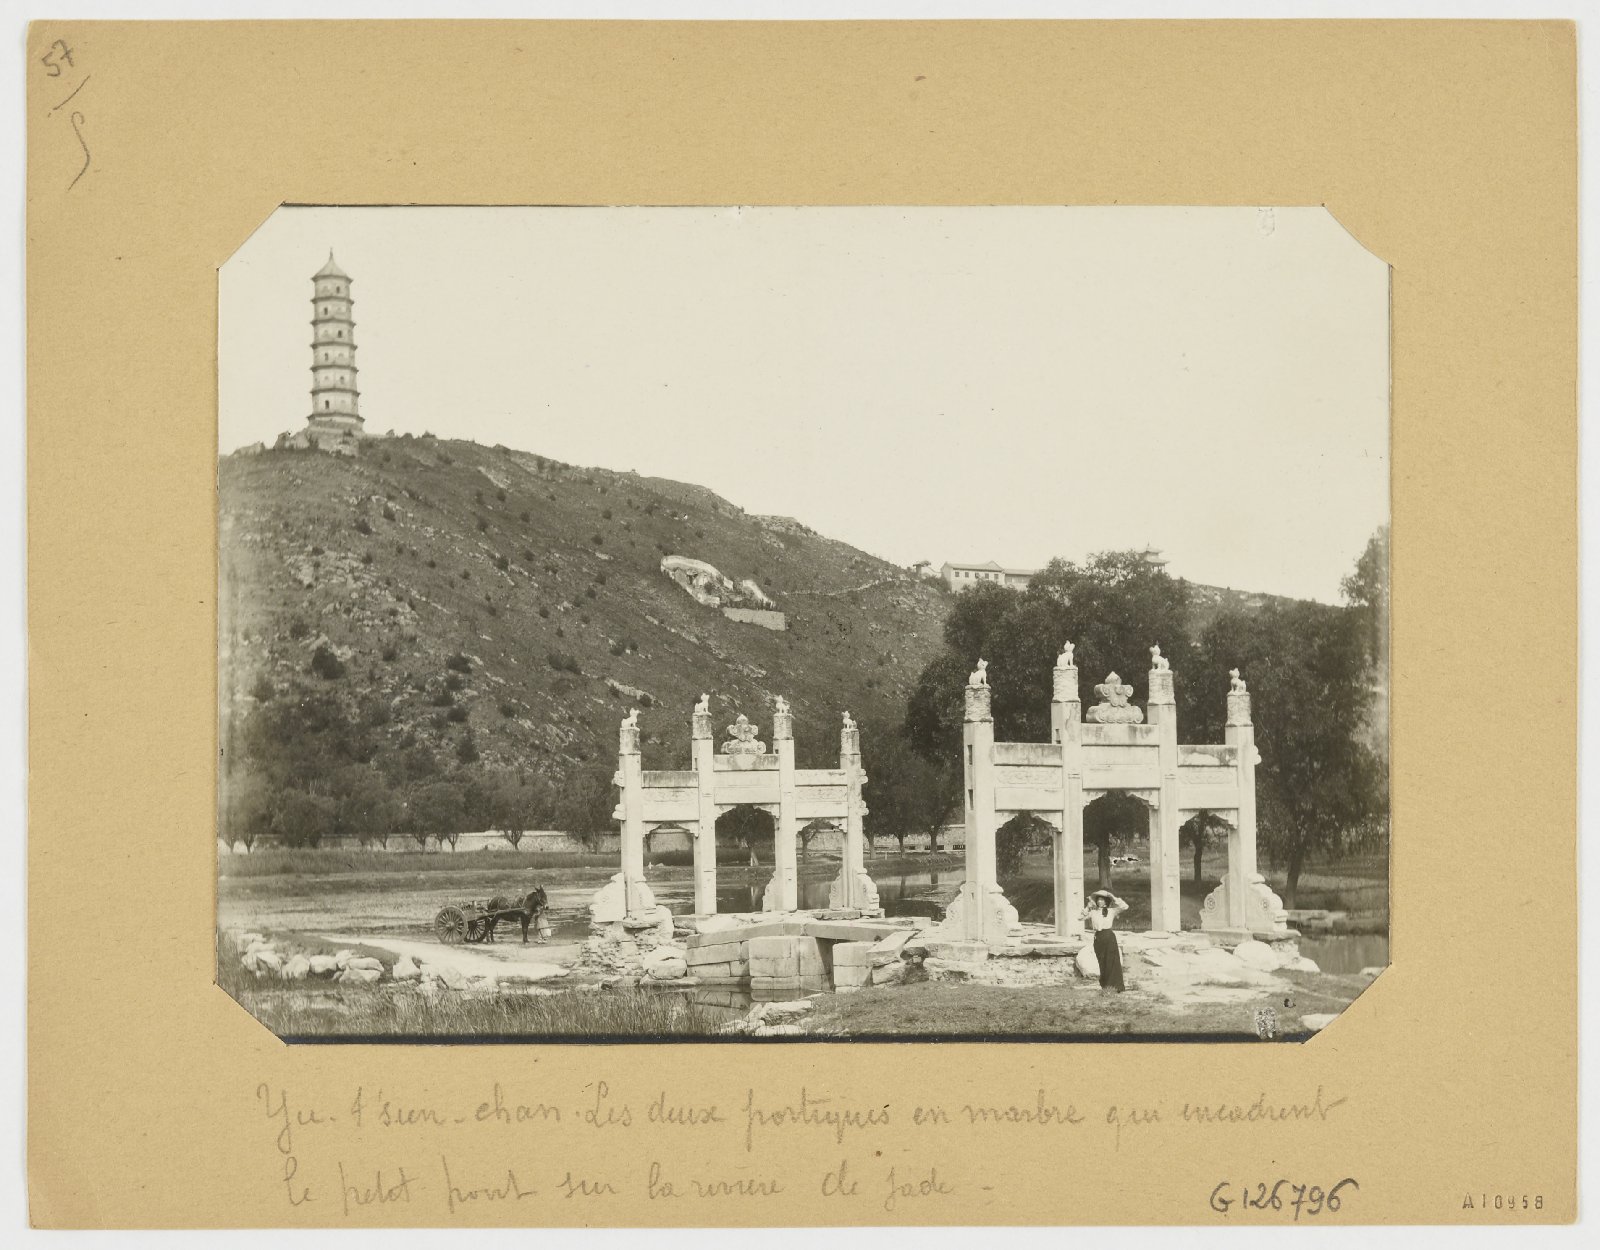 57
Yu-t'sien-chan. Les deux portiques en marbre qui encadrent
le petit pont sur la rivière de Jade -
G126796
A10958